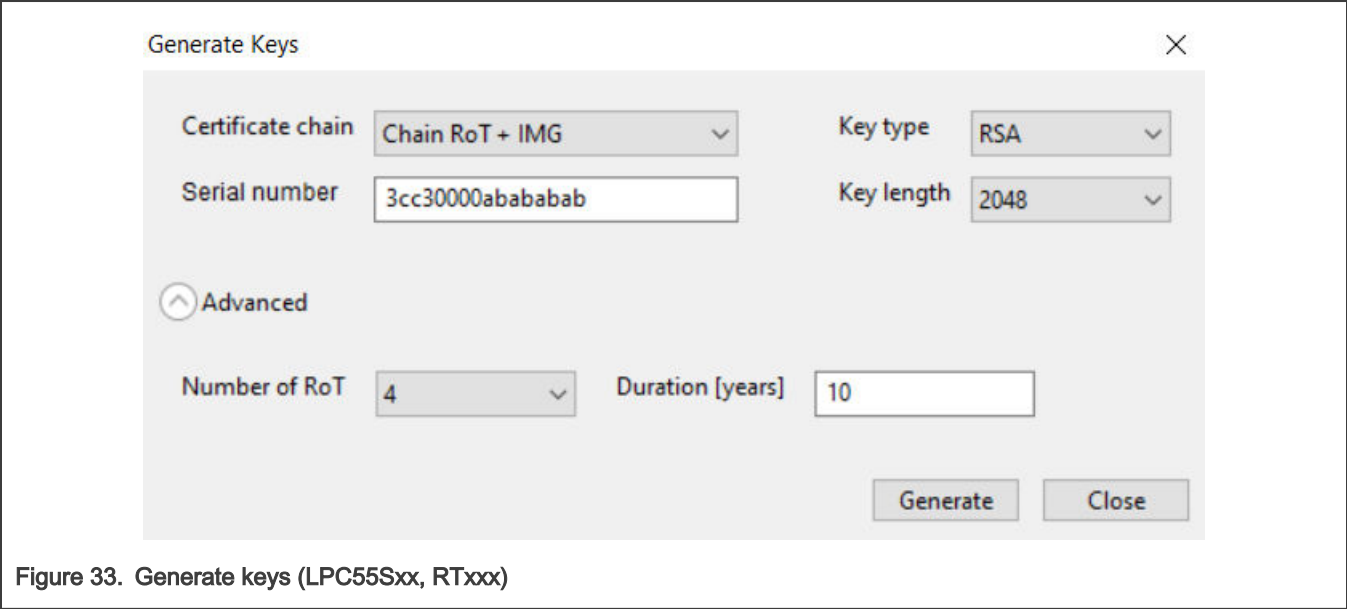 Generate Keys
Certificate chain Chain RoT + IMG Key type RSA
Serial number 3cc30000abababab Key length 2048
Advanced
Number of RoT 4 Duration [years] 10
Generate Close
Figure 33. Generate keys (LPC55Sxx, RTxxx)